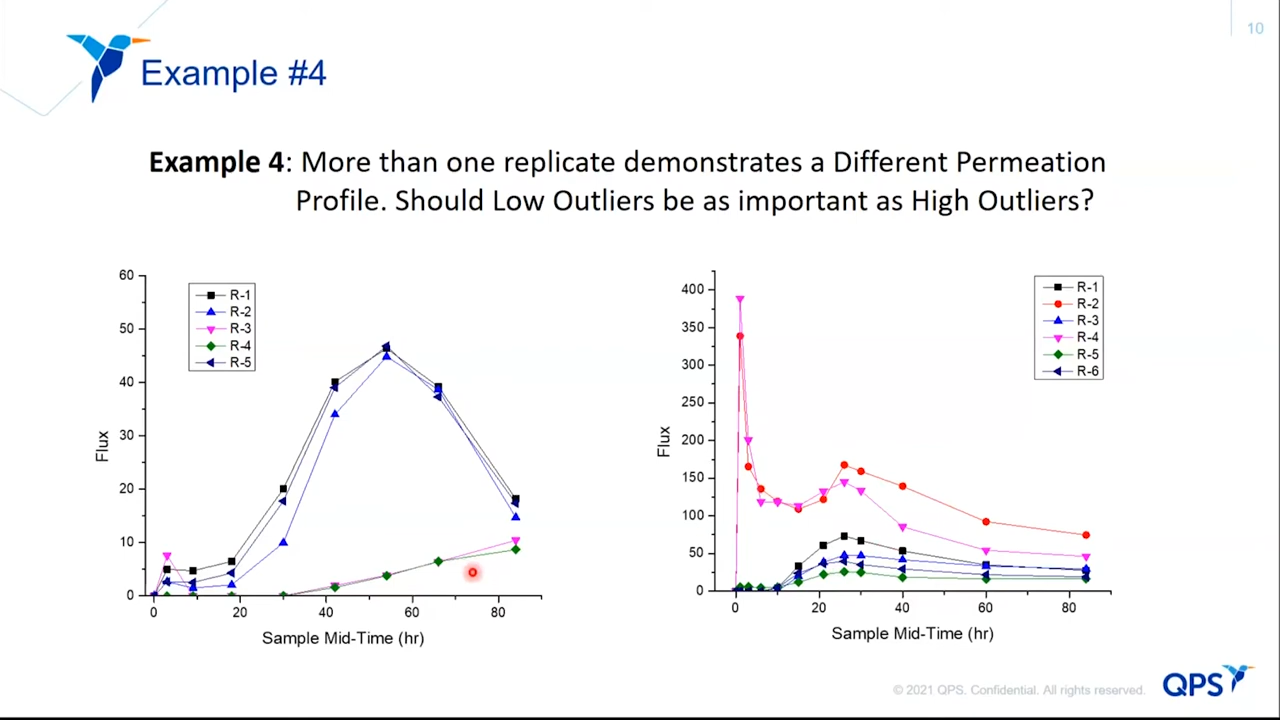 10
Example #4
Example 4: More than one replicate demonstrates a Different Permeation
Profile. Should Low Outliers be as important as High Outliers?
60
50
40
30
20
10
0
Flux
R-1
R-2
R-3
R-4
R-5
0 20 40 60 80
Sample Mid-Time (hr)
400
350
300
250
200
150
100
50
0
Flux
R-1
R-2
R-3
R-4
R-5
R-6
0 20 40 60 80
Sample Mid-Time (hr)
© 2021 QPS. Confidential. All rights reserved.
QPS